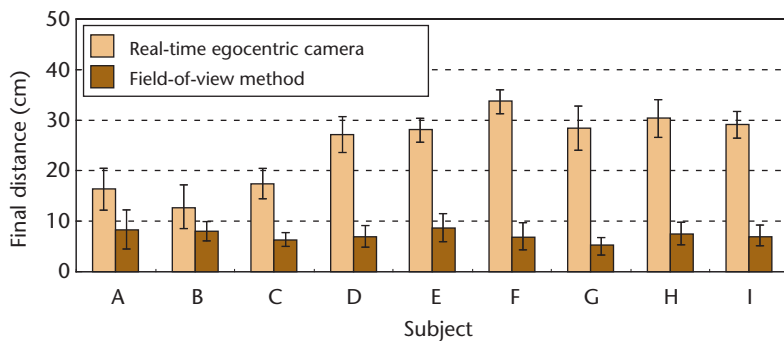 50
40
30
20
10
0
Final distance (cm)
Real-time egocentric camera
Field-of-view method
A B C D E F G H I
Subject